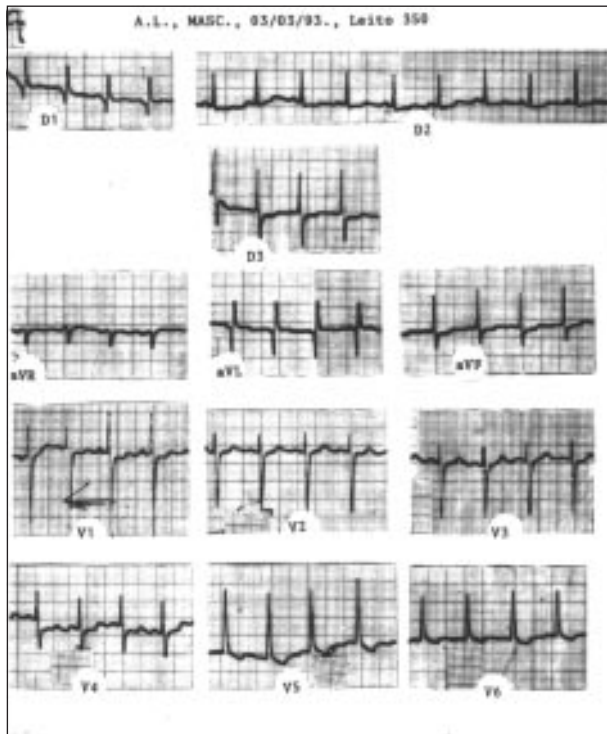 A.L., MASC., 03/03/93., Leito 350
D1
D2
D3
aVR
aVL
aVF
V1
V2
V3
V4
V5
V6